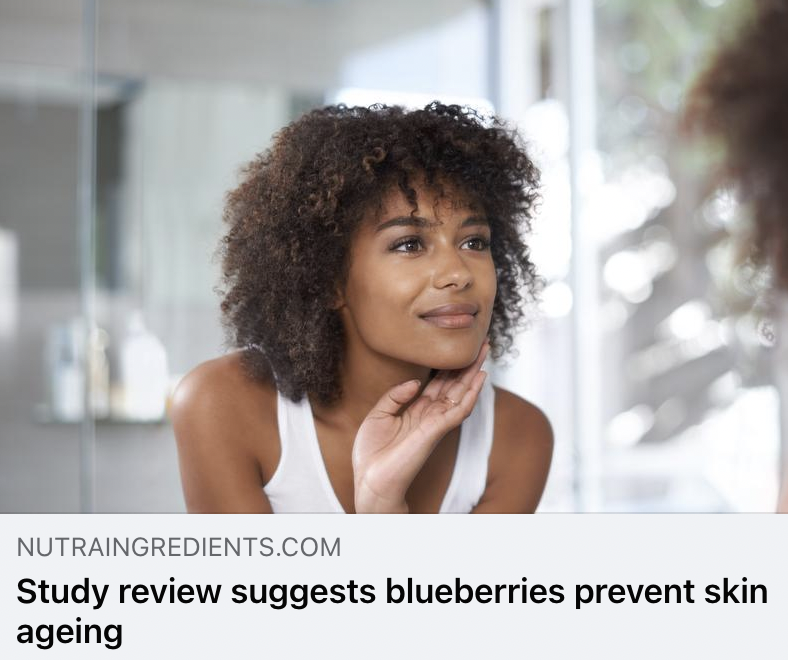 NUTRAINGREDIENTS.COM
Study review suggests blueberries prevent skin
ageing